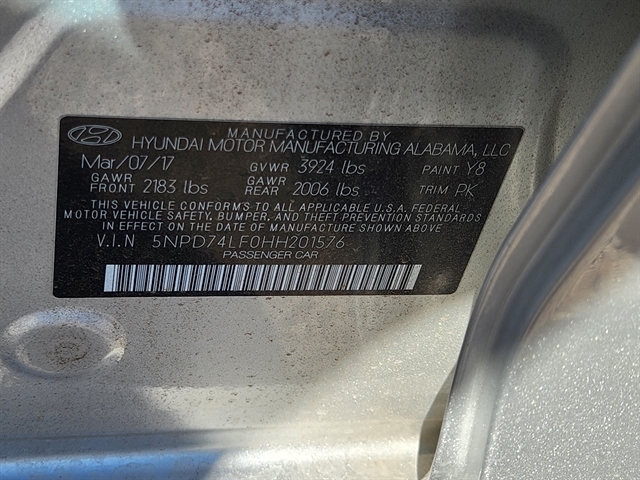 MANUFACTURED BY
HYUNDAI MOTOR MANUFACTURING ALABAMA, LLC
Mar/07/17 GVWR 3924 lbs PAINT Y8
GAWR FRONT 2183 lbs GAWR REAR 2006 lbs TRIM PK
THIS VEHICLE CONFORMS TO ALL APPLICABLE U.S.A. FEDERAL
MOTOR VEHICLE SAFETY, BUMPER, AND THEFT PREVENTION STANDARDS
IN EFFECT ON THE DATE OF MANUFACTURE SHOWN ABOVE.
V.I.N 5NPD74LF0HH201576
PASSENGER CAR